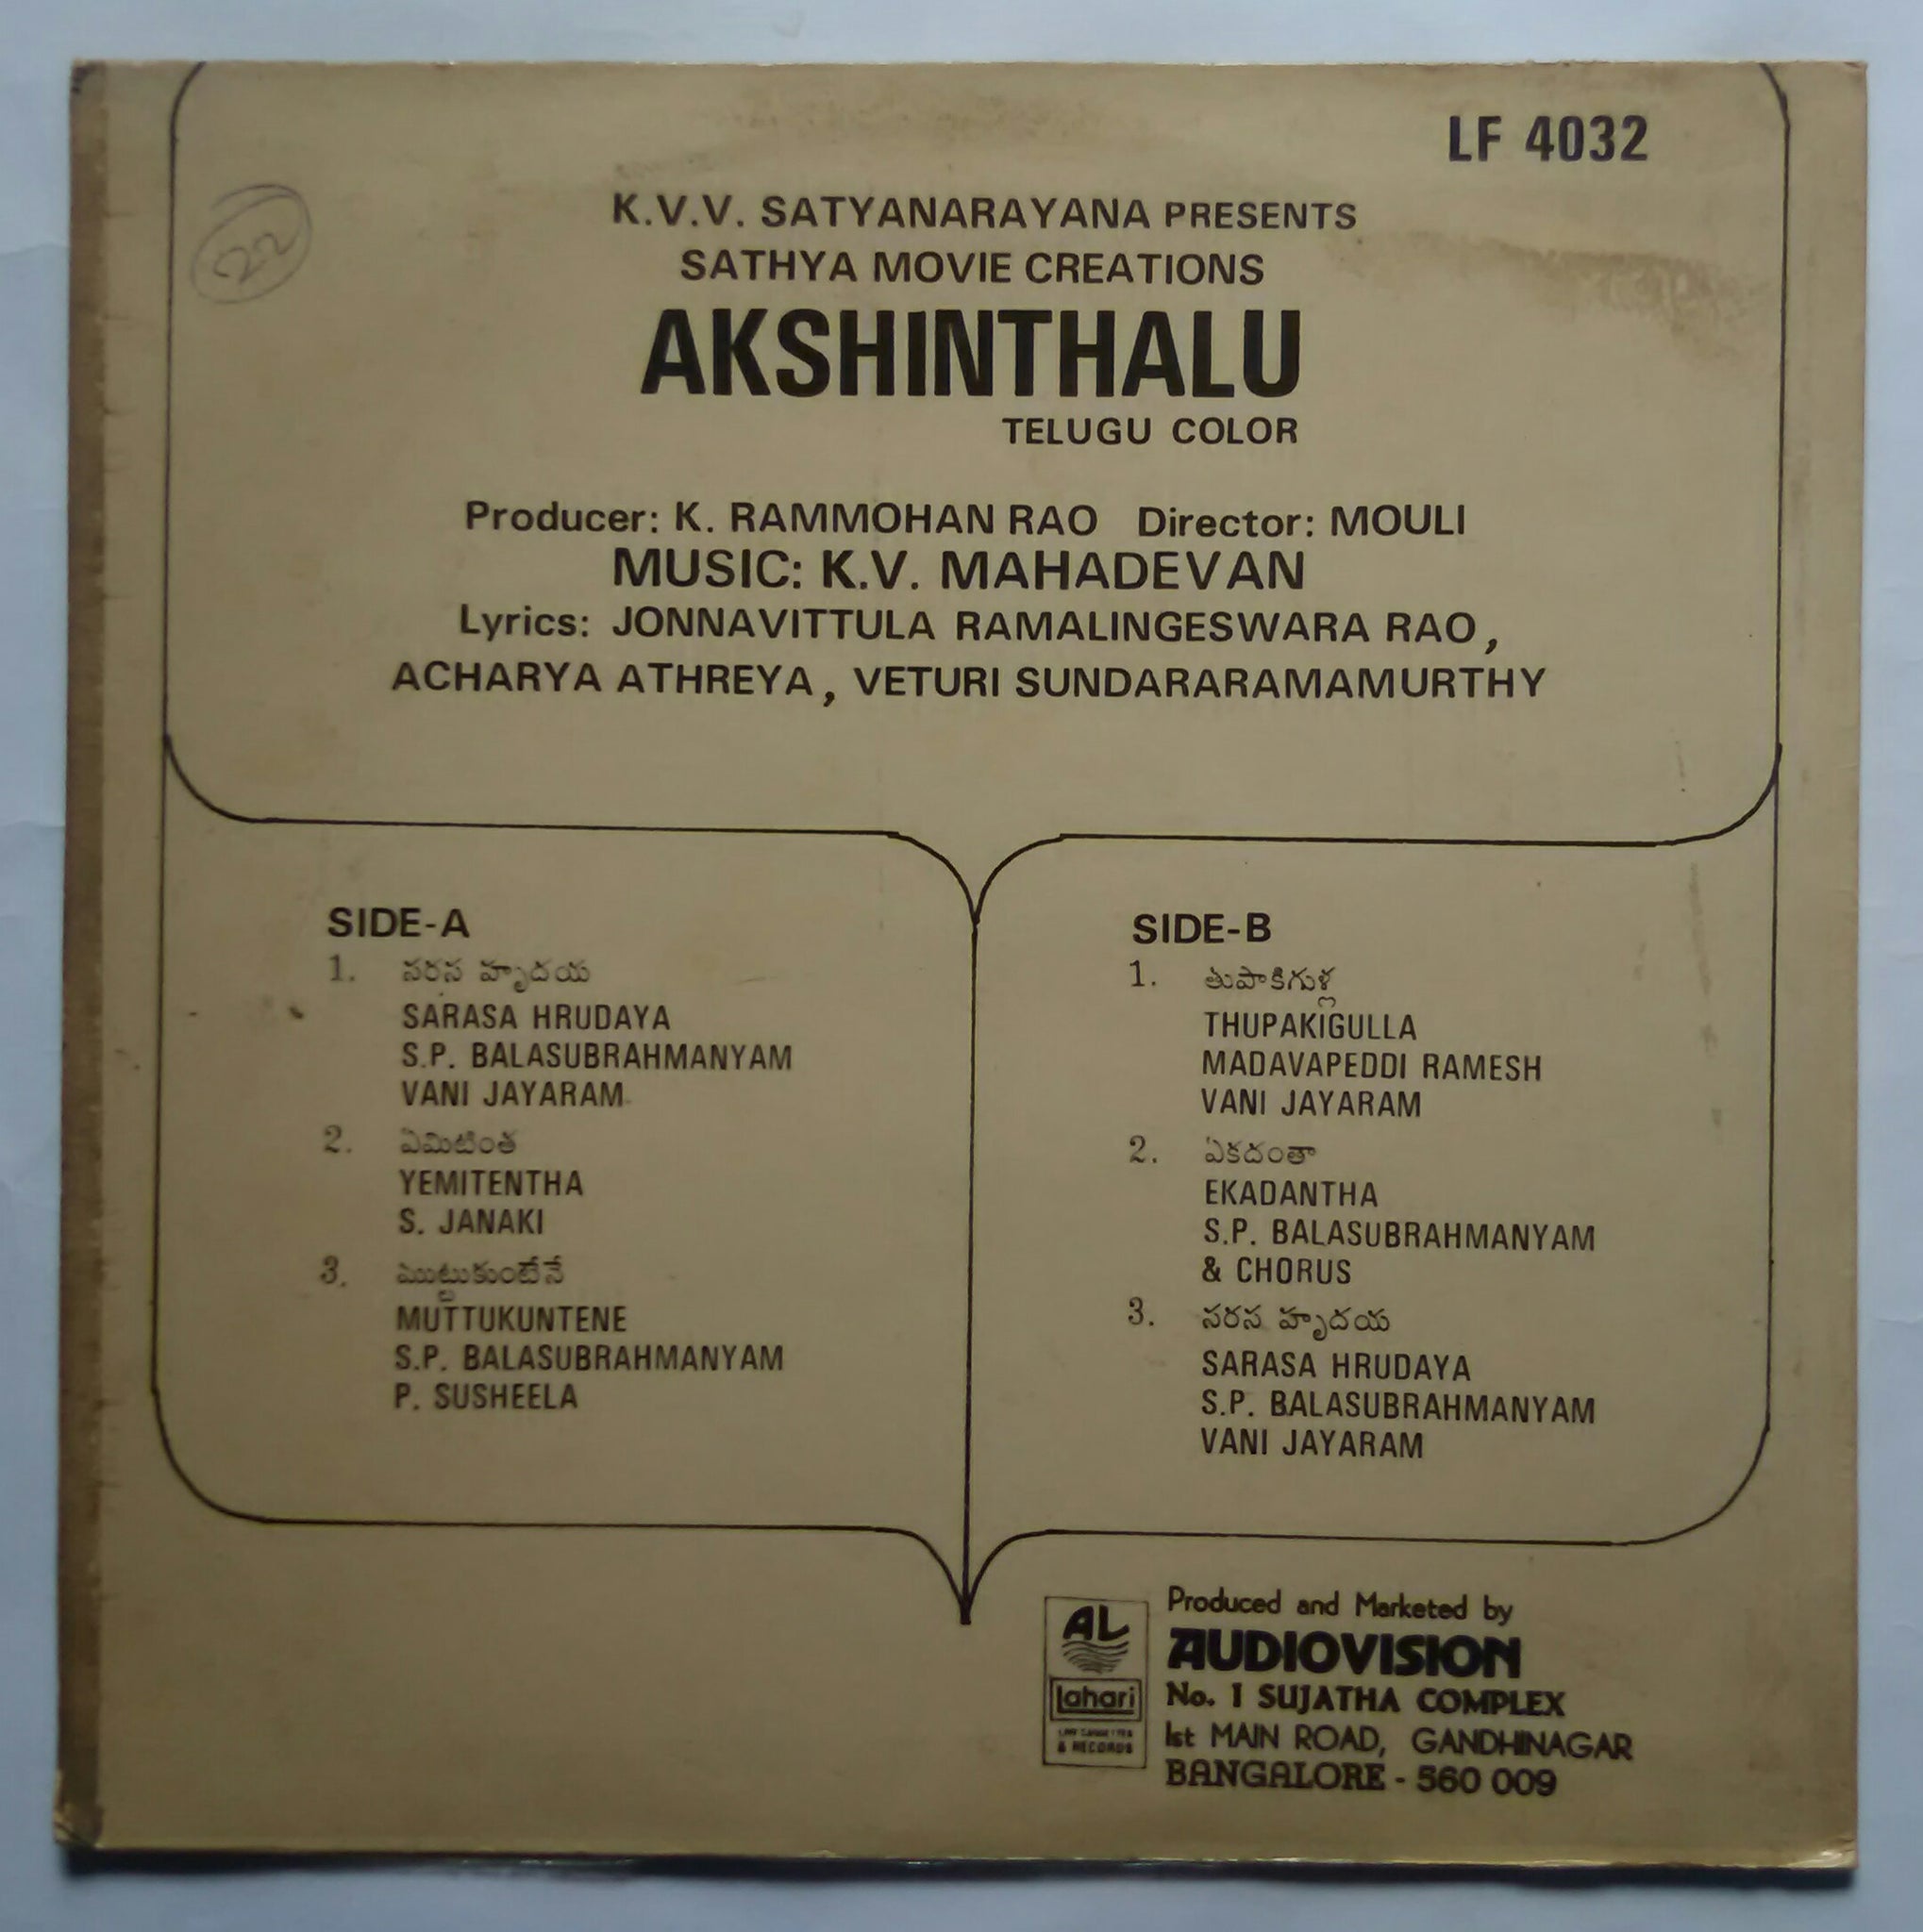 LF 4032
22
K.V.V. SATYANARAYANA PRESENTS
SATHYA MOVIE CREATIONS
AKSHINTHALU
TELUGU COLOR
Producer: K. RAMMOHAN RAO Director: MOULI
MUSIC: K.V. MAHADEVAN
Lyrics: JONNAVITTULA RAMALINGESWARA RAO,
ACHARYA ATHREYA, VETURI SUNDARARAMAMURTHY
SIDE-A
1. సరస హృదయ
SARASA HRUDAYA
S.P. BALASUBRAHMANYAM
VANI JAYARAM
2. ఏమిటింత
YEMITENTHA
S. JANAKI
3. ముట్టుకుంటేనే
MUTTUKUNTENE
S.P. BALASUBRAHMANYAM
P. SUSHEELA
SIDE-B
1. తుపాకిగుళ్ల
THUPAKIGULLA
MADAVAPEDDI RAMESH
VANI JAYARAM
2. ఏకదంతా
EKADANTHA
S.P. BALASUBRAHMANYAM
& CHORUS
3. సరస హృదయ
SARASA HRUDAYA
S.P. BALASUBRAHMANYAM
VANI JAYARAM
AL
Lahari
& RECORDS
Produced and Marketed by
AUDIOVISION
No. 1 SUJATHA COMPLEX
1st MAIN ROAD, GANDHINAGAR
BANGALORE - 560 009